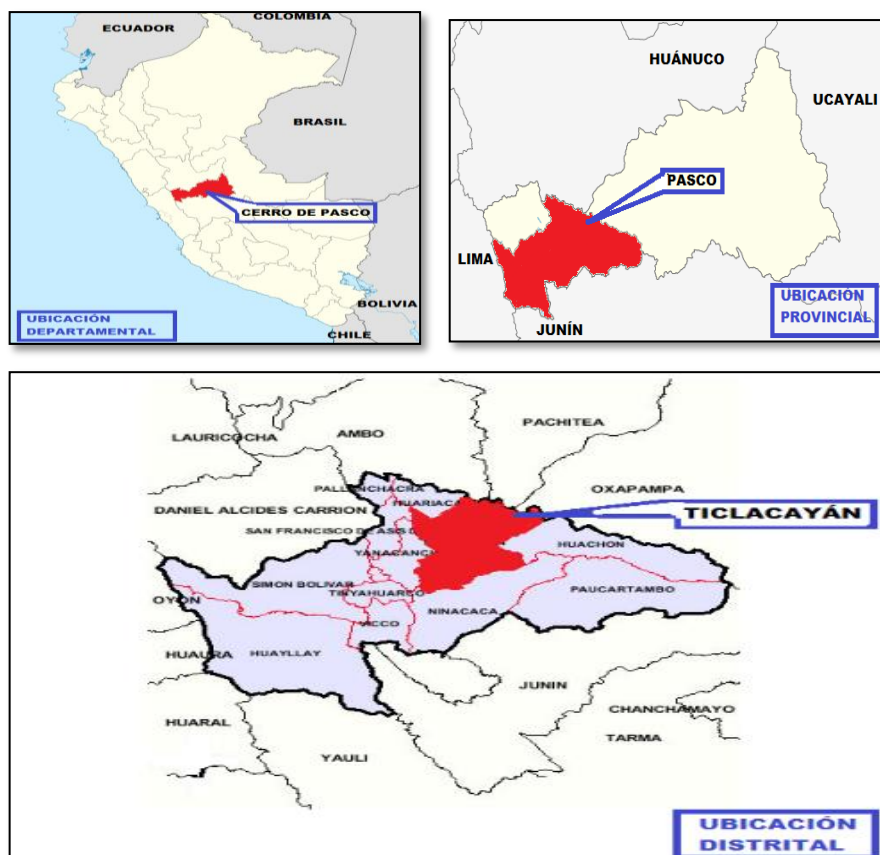 ECUADOR
COLOMBIA
BRASIL
CERRO DE PASCO
BOLIVIA
CHILE
UBICACIÓN
DEPARTAMENTAL
HUÁNUCO
UCAYALI
PASCO
LIMA
JUNÍN
UBICACIÓN
PROVINCIAL
LAURICOCHA
AMBO
PACHITEA
OXAPAMPA
DANIEL ALCIDES CARRION
HUARIACA
TICLACAYÁN
SAN FRANCISCO DE ASIS D
YANACANCH
HUACHON
SIMON BOLIVAR
TINYAHUARCO
PAUCARTAMBO
OYON
NINACACA
VICCO
HUAURA
HUAYLLAY
JUNIN
HUARAL
CHANCHAMAYO
TARMA
YAULI
UBICACIÓN
DISTRITAL